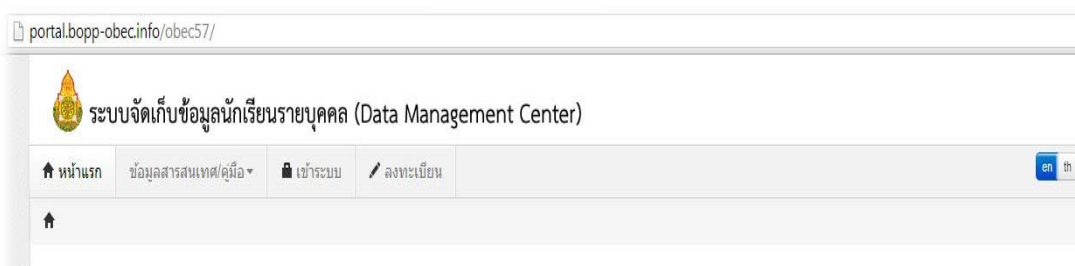 portal.bopp-obec.info/obec57/
ระบบจัดเก็บข้อมูลนักเรียนรายบุคคล (Data Management Center)
หน้าแรก ข้อมูลสารสนเทศ/คู่มือ เข้าระบบ ลงทะเบียน en th